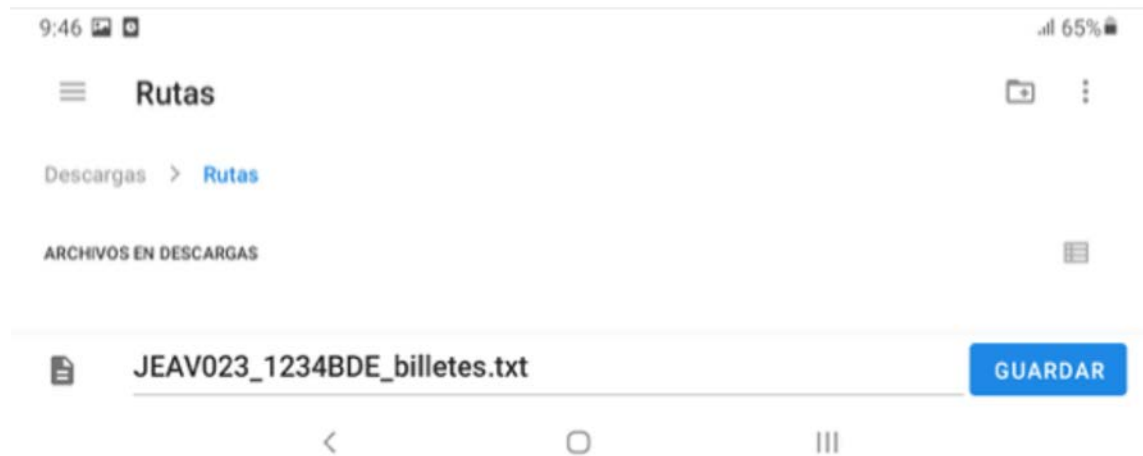 9:46 65%
Rutas
Descargas > Rutas
ARCHIVOS EN DESCARGAS
JEAV023_1234BDE_billetes.txt GUARDAR